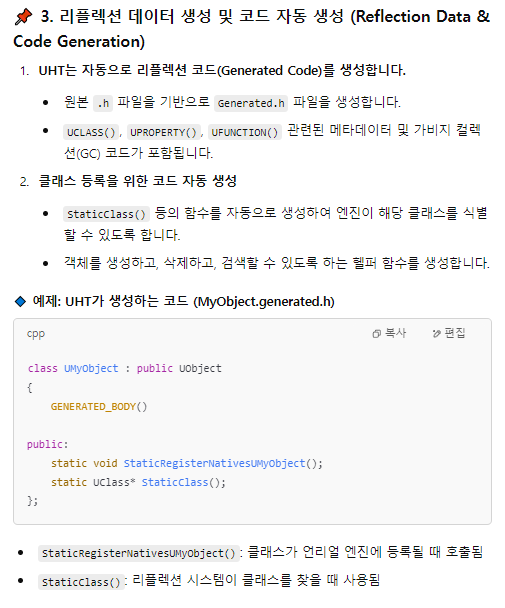 📌 3. 리플렉션 데이터 생성 및 코드 자동 생성 (Reflection Data &
Code Generation)
1. UHT는 자동으로 리플렉션 코드(Generated Code)를 생성합니다.
• 원본 .h 파일을 기반으로 Generated.h 파일을 생성합니다.
• UCLASS(), UPROPERTY(), UFUNCTION() 관련된 메타데이터 및 가비지 컬렉
션(GC) 코드가 포함됩니다.
2. 클래스 등록을 위한 코드 자동 생성
• StaticClass() 등의 함수를 자동으로 생성하여 엔진이 해당 클래스를 식별
할 수 있도록 합니다.
• 객체를 생성하고, 삭제하고, 검색할 수 있도록 하는 헬퍼 함수를 생성합니다.
🔷 예제: UHT가 생성하는 코드 (MyObject.generated.h)
cpp 복사 편집
class UMyObject : public UObject
{
    GENERATED_BODY()
public:
    static void StaticRegisterNativesUMyObject();
    static UClass* StaticClass();
};
• StaticRegisterNativesUMyObject(): 클래스가 언리얼 엔진에 등록될 때 호출됨
• StaticClass(): 리플렉션 시스템이 클래스를 찾을 때 사용됨